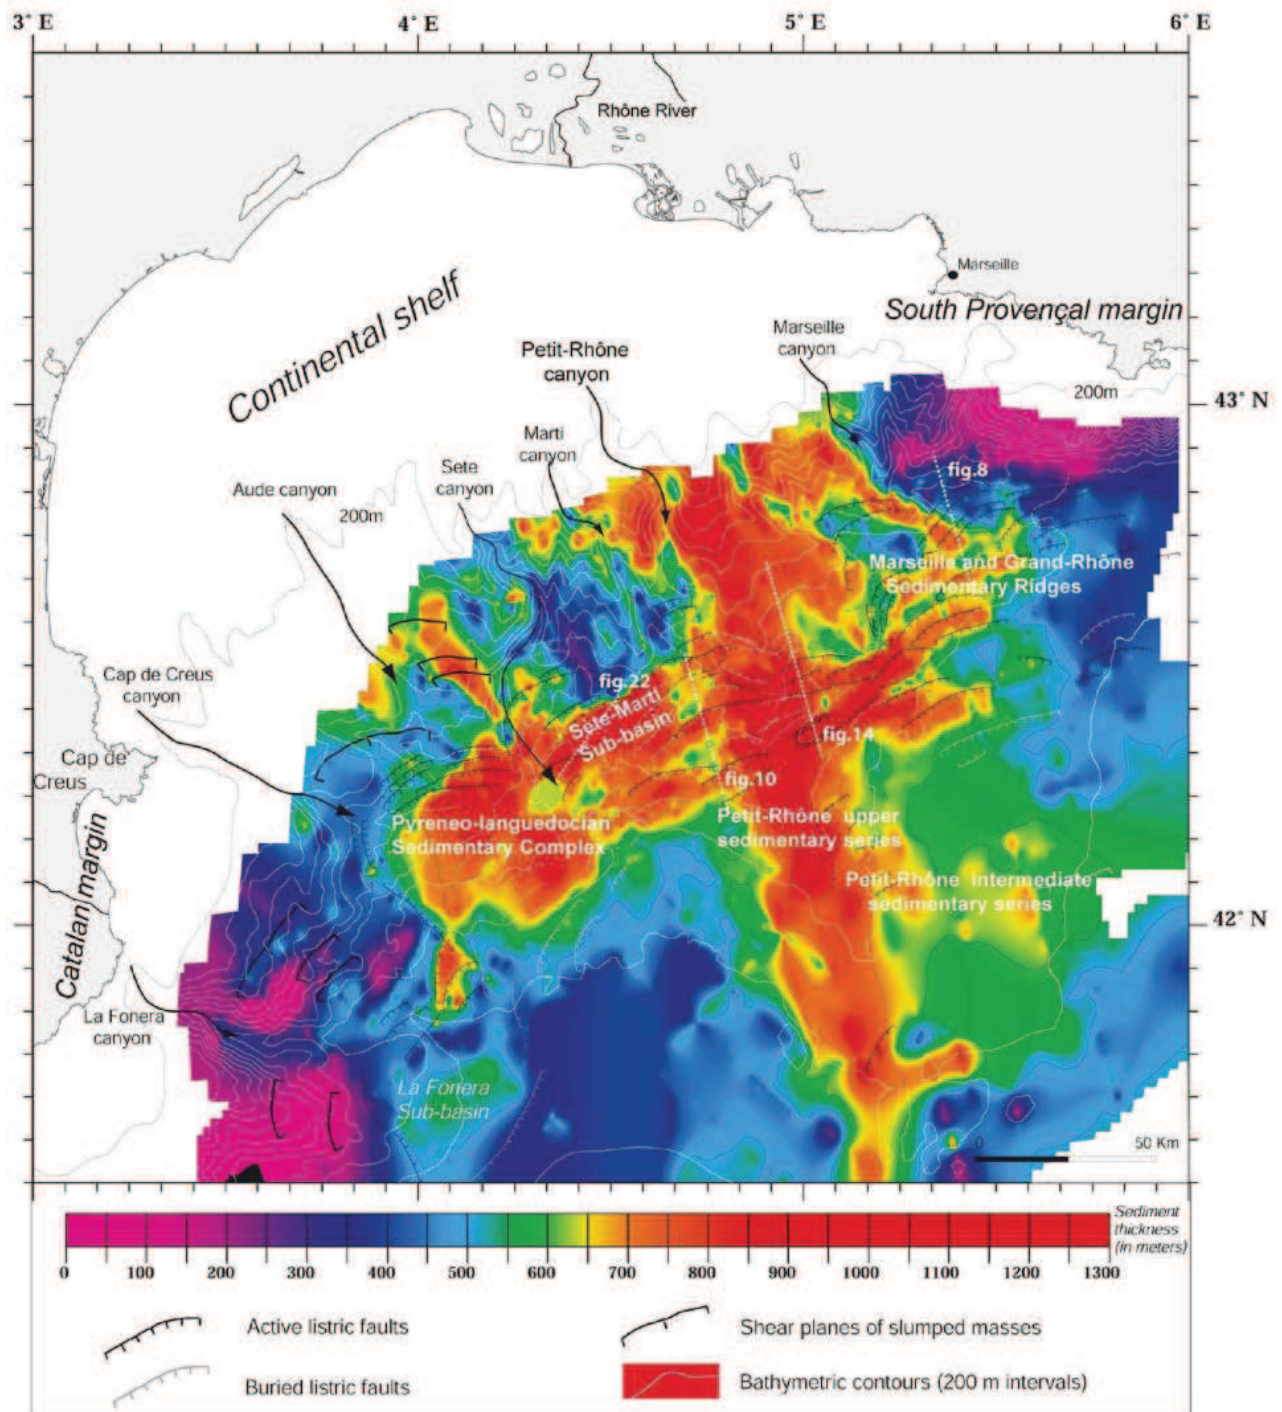 3° E
4° E
5° E
6° E
Rhône River
Marseille
South Provençal margin
Continental shelf
Marseille
canyon
Petit-Rhône
canyon
200m
43° N
Marti
canyon
Sete
canyon
Aude canyon
200m
fig.8
Marseille and Grand-Rhône
Sedimentary Ridges
Cap de Creus
canyon
fig.22
Sete-Marti
Sub-basin
fig.14
Cap de
Creus
fig.10
Pyreneo-languedocian
Sedimentary Complex
Petit-Rhône upper
sedimentary series
Petit-Rhône intermediate
sedimentary series
Catalan margin
42° N
La Fonera
canyon
La Fonera
Sub-basin
0
50 Km
Sediment
thickness
(in meters)
0 100 200 300 400 500 600 700 800 900 1000 1100 1200 1300
Active listric faults
Shear planes of slumped masses
Buried listric faults
Bathymetric contours (200 m intervals)